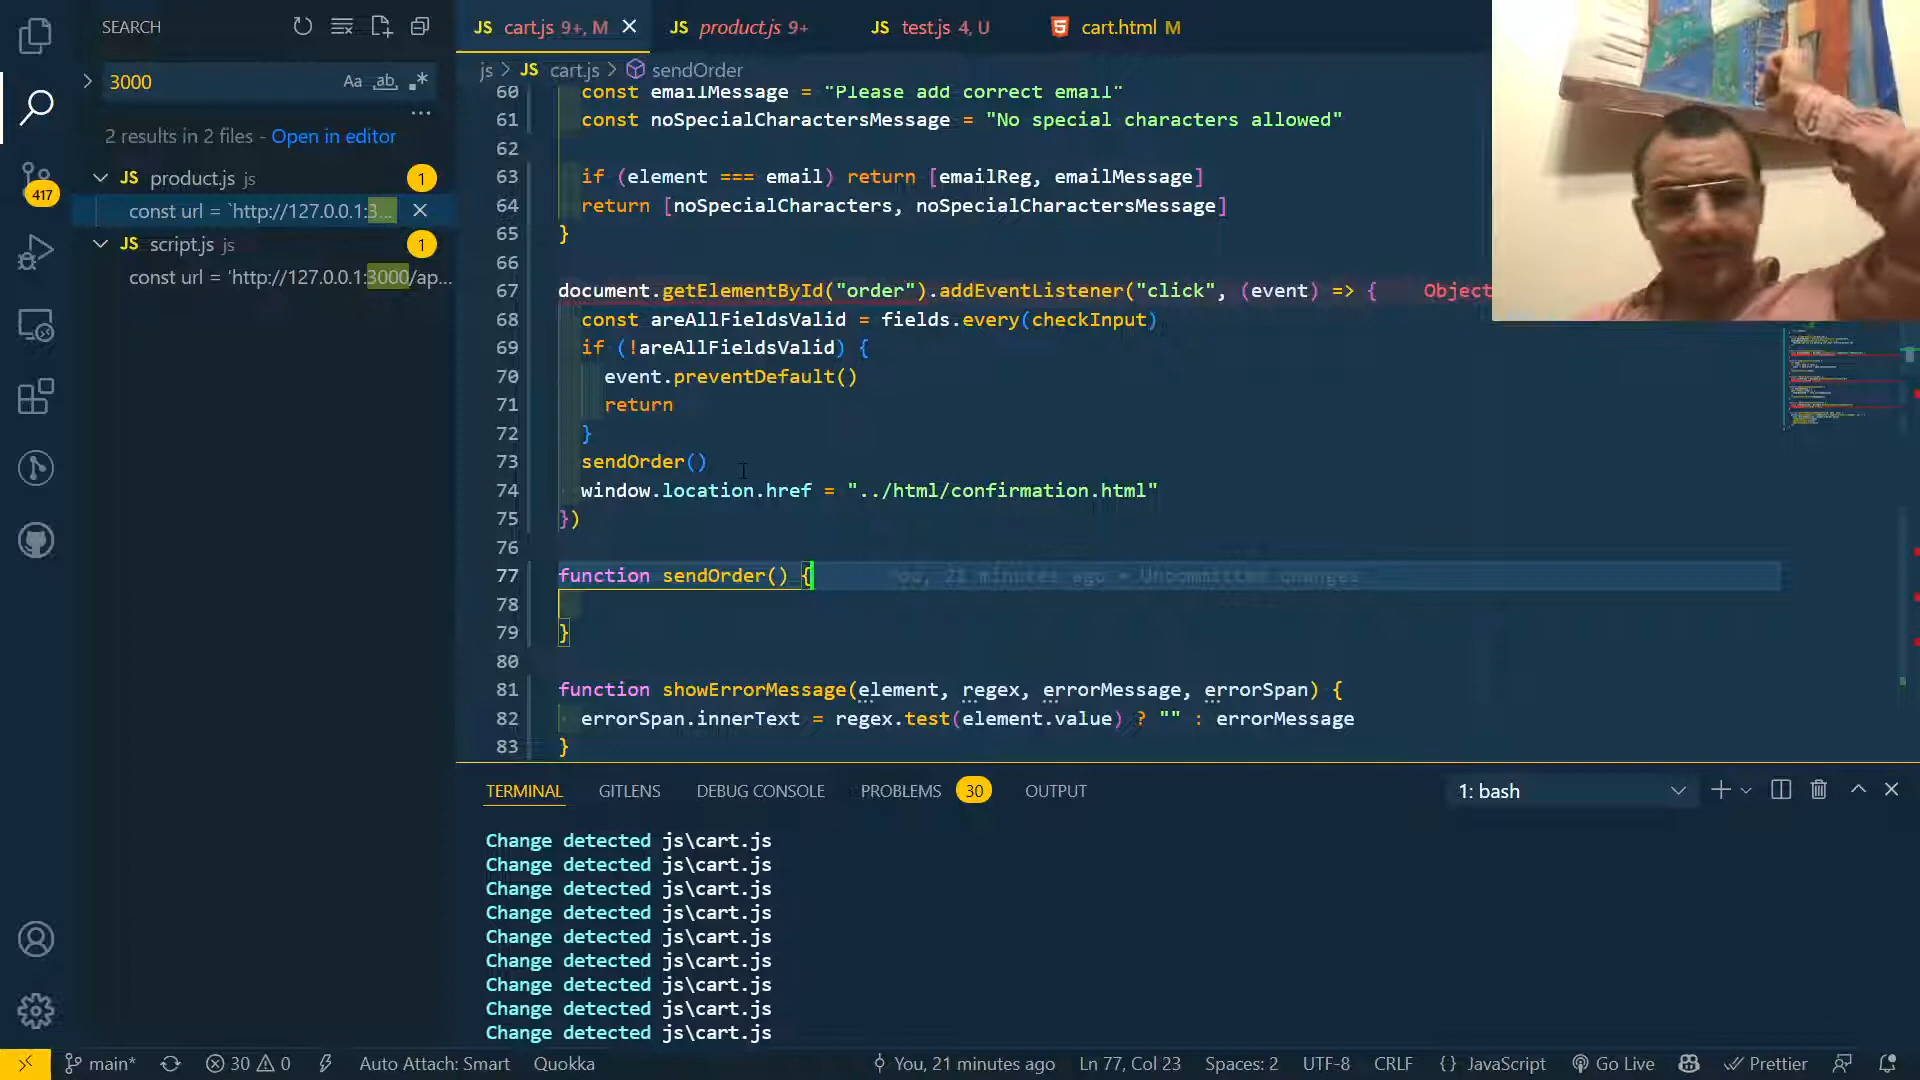 SEARCH
3000
Aa
ab
2 results in 2 files - Open in editor
JS product.js js 1
const url = `http://127.0.0.1:3...
JS script.js js 1
const url = 'http://127.0.0.1:3000/ap...
417
JS cart.js 9+, M
JS product.js 9+
JS test.js 4, U
cart.html M
js > JS cart.js > sendOrder
60 const emailMessage = "Please add correct email"
61 const noSpecialCharactersMessage = "No special characters allowed"
62
63 if (element === email) return [emailReg, emailMessage]
64 return [noSpecialCharacters, noSpecialCharactersMessage]
65 }
66
67 document.getElementById("order").addEventListener("click", (event) => { Object
68 const areAllFieldsValid = fields.every(checkInput)
69 if (!areAllFieldsValid) {
70 event.preventDefault()
71 return
72 }
73 sendOrder()
74 window.location.href = "../html/confirmation.html"
75 })
76
77 function sendOrder() { You, 21 minutes ago • Uncommitted changes
78
79 }
80
81 function showErrorMessage(element, regex, errorMessage, errorSpan) {
82 errorSpan.innerText = regex.test(element.value) ? "" : errorMessage
83 }
TERMINAL GITLENS DEBUG CONSOLE PROBLEMS 30 OUTPUT 1: bash
Change detected js\cart.js
Change detected js\cart.js
Change detected js\cart.js
Change detected js\cart.js
Change detected js\cart.js
Change detected js\cart.js
Change detected js\cart.js
Change detected js\cart.js
Change detected js\cart.js
main* 30 0 Auto Attach: Smart Quokka You, 21 minutes ago Ln 77, Col 23 Spaces: 2 UTF-8 CRLF {} JavaScript Go Live Prettier